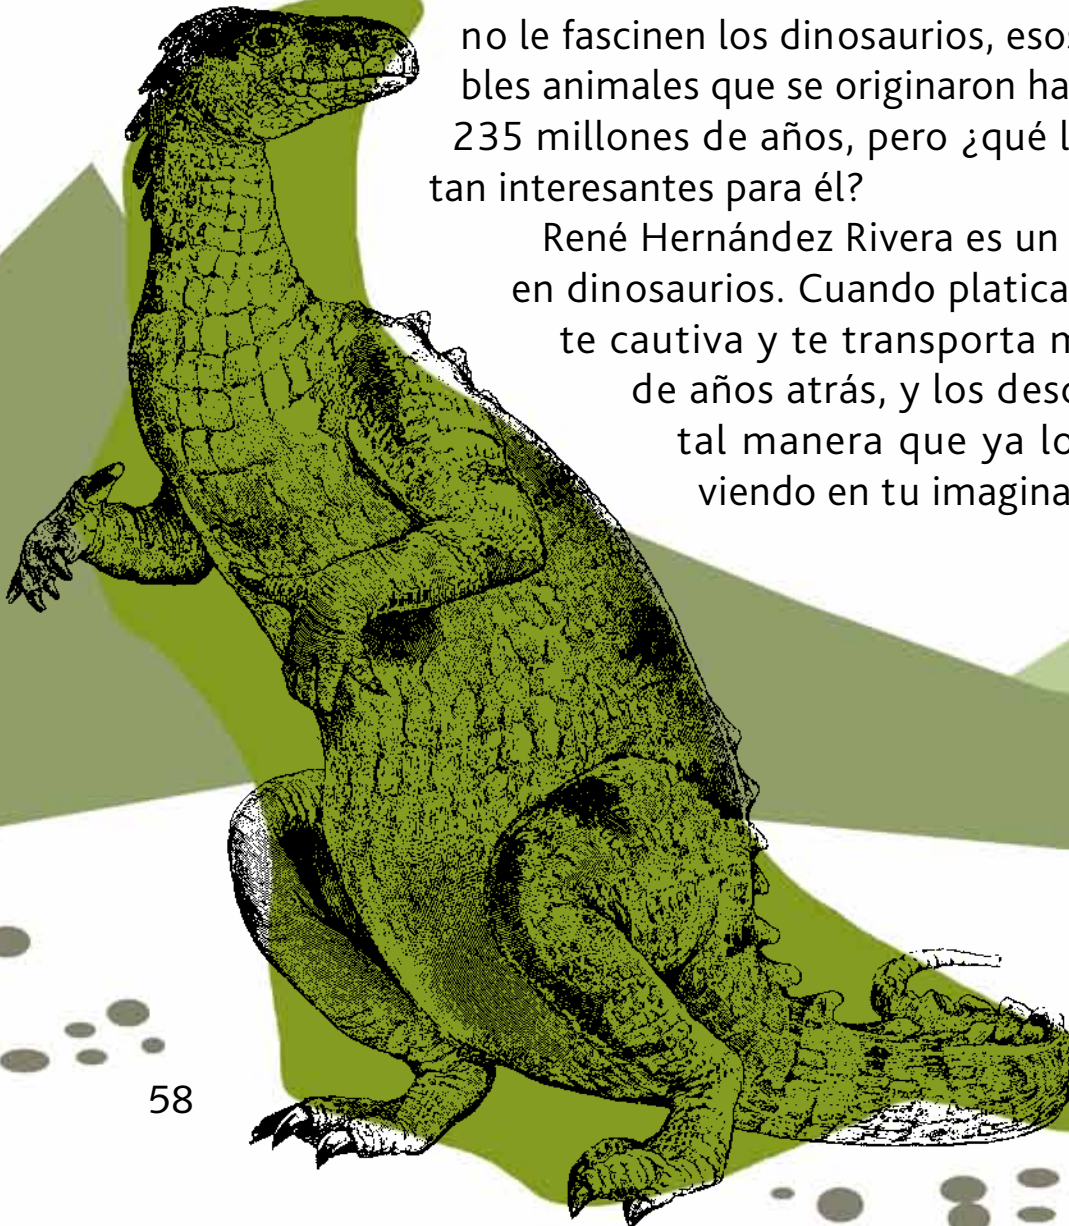 no le fascinen los dinosaurios, esos
bles animales que se originaron ha
235 millones de años, pero ¿qué l
tan interesantes para él?
René Hernández Rivera es un
en dinosaurios. Cuando platica
te cautiva y te transporta m
de años atrás, y los desc
tal manera que ya lo
viendo en tu imagina
58